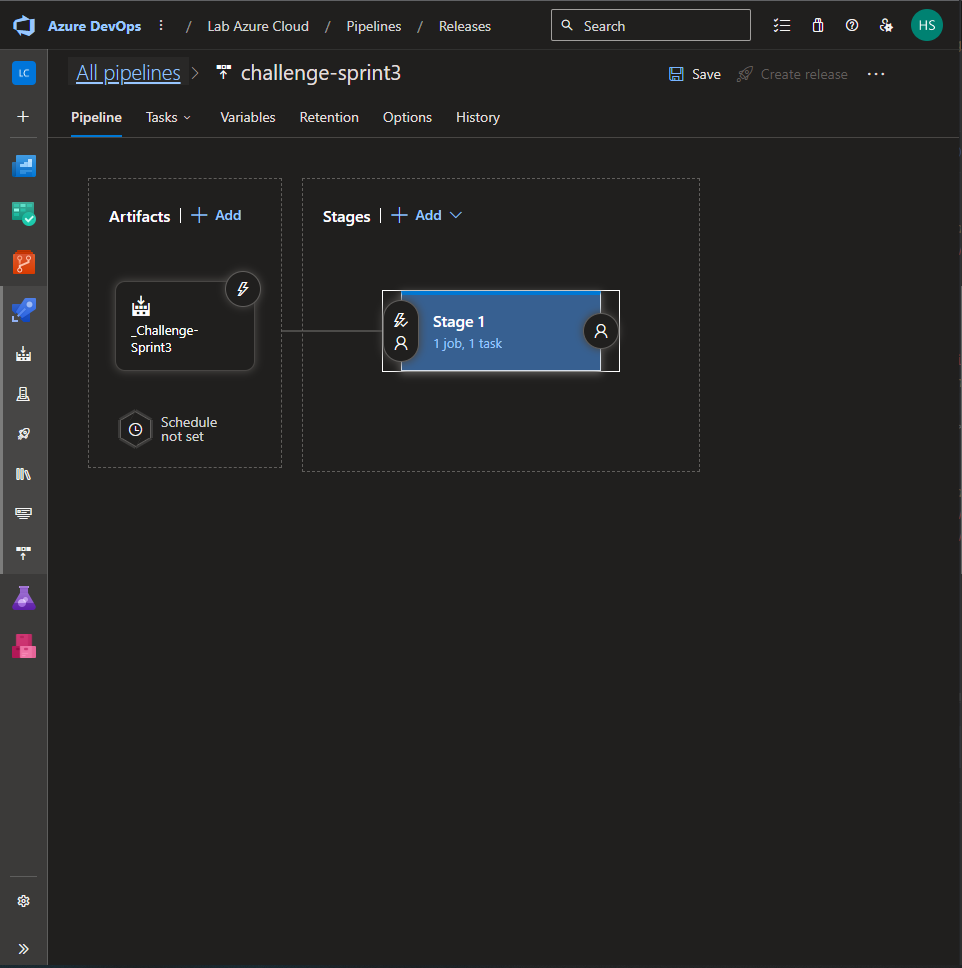 Azure DevOps / Lab Azure Cloud / Pipelines / Releases
Search
HS
LC
All pipelines > challenge-sprint3
Save
Create release
Pipeline Tasks Variables Retention Options History
Artifacts | + Add
Stages | + Add
_Challenge-
Sprint3
Stage 1
1 job, 1 task
Schedule
not set